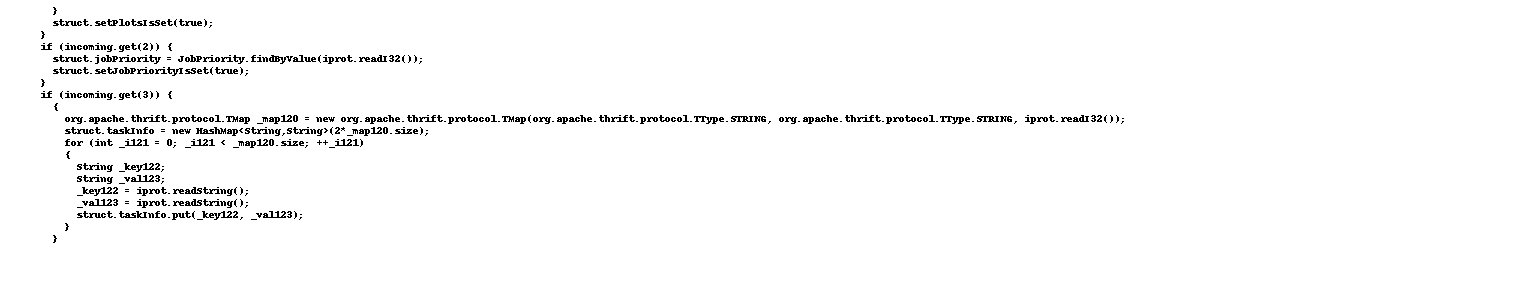 }
struct.setPlotsIsSet(true);
}
if (incoming.get(2)) {
struct.jobPriority = JobPriority.findByValue(iprot.readI32());
struct.setJobPriorityIsSet(true);
}
if (incoming.get(3)) {
{
org.apache.thrift.protocol.TMap _map120 = new org.apache.thrift.protocol.TMap(org.apache.thrift.protocol.TType.STRING, org.apache.thrift.protocol.TType.STRING, iprot.readI32());
struct.taskInfo = new HashMap<String,String>(2*_map120.size);
for (int _i121 = 0; _i121 < _map120.size; ++_i121)
{
String _key122;
String _val123;
_key122 = iprot.readString();
_val123 = iprot.readString();
struct.taskInfo.put(_key122, _val123);
}
}